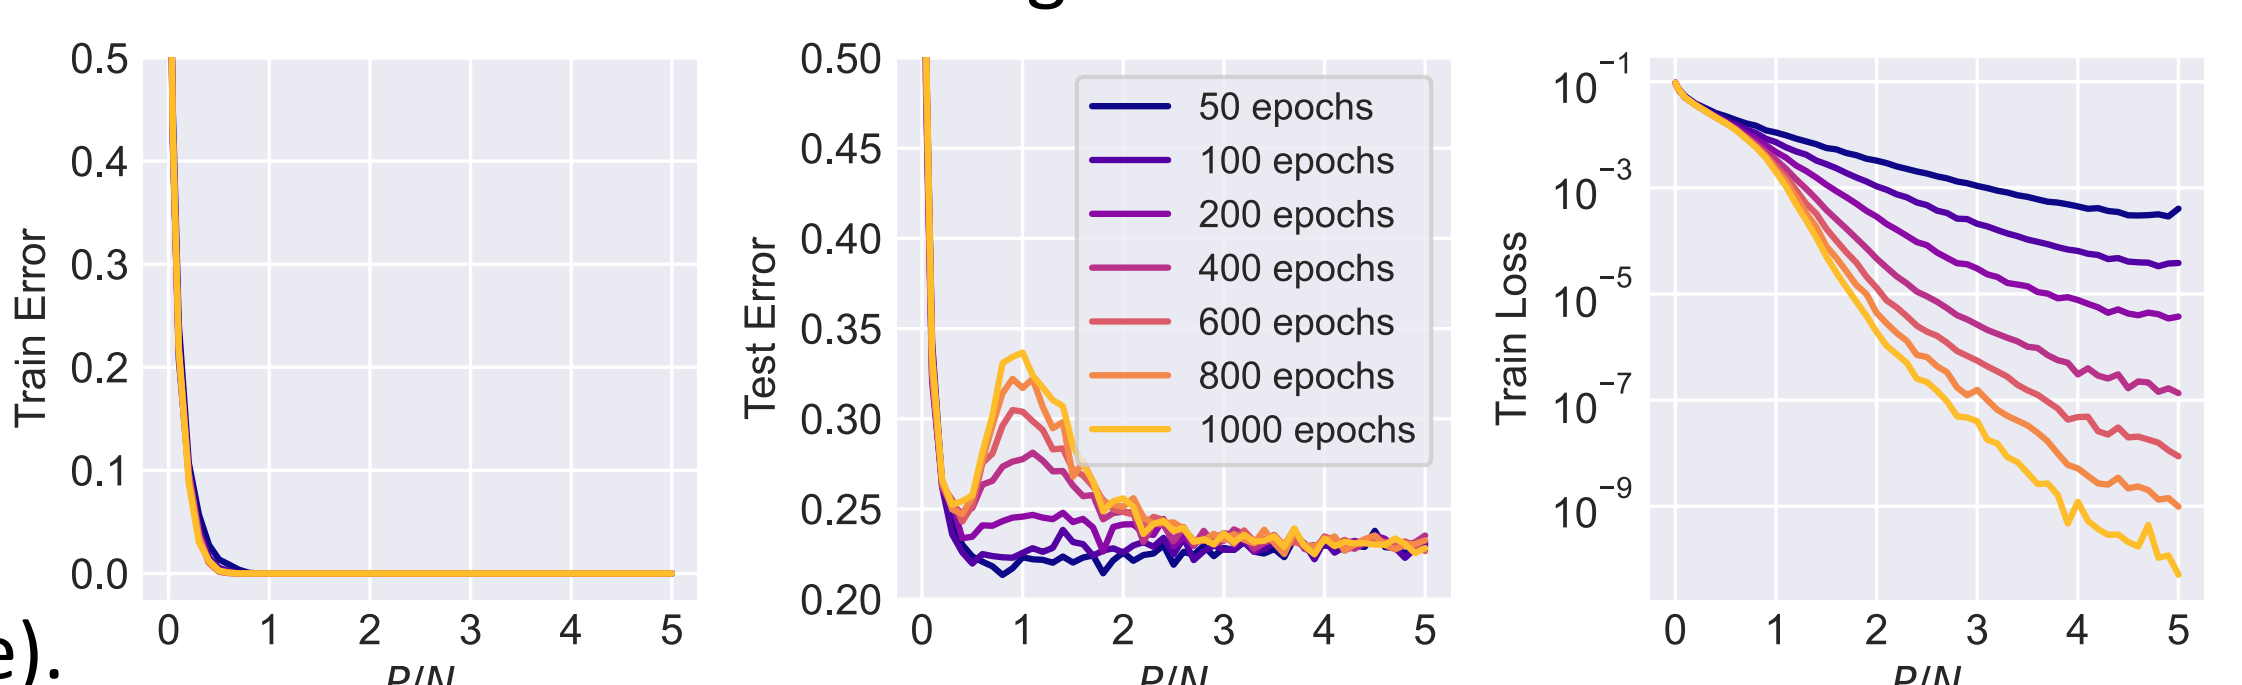 g
0.5
0.4
0.3
0.2
0.1
0.0
Train Error
0 1 2 3 4 5
P/N
0.50
0.45
0.40
0.35
0.30
0.25
0.20
Test Error
50 epochs
100 epochs
200 epochs
400 epochs
600 epochs
800 epochs
1000 epochs
0 1 2 3 4 5
P/N
10⁻¹
10⁻³
10⁻⁵
10⁻⁷
10⁻⁹
Train Loss
0 1 2 3 4 5
P/N
e).